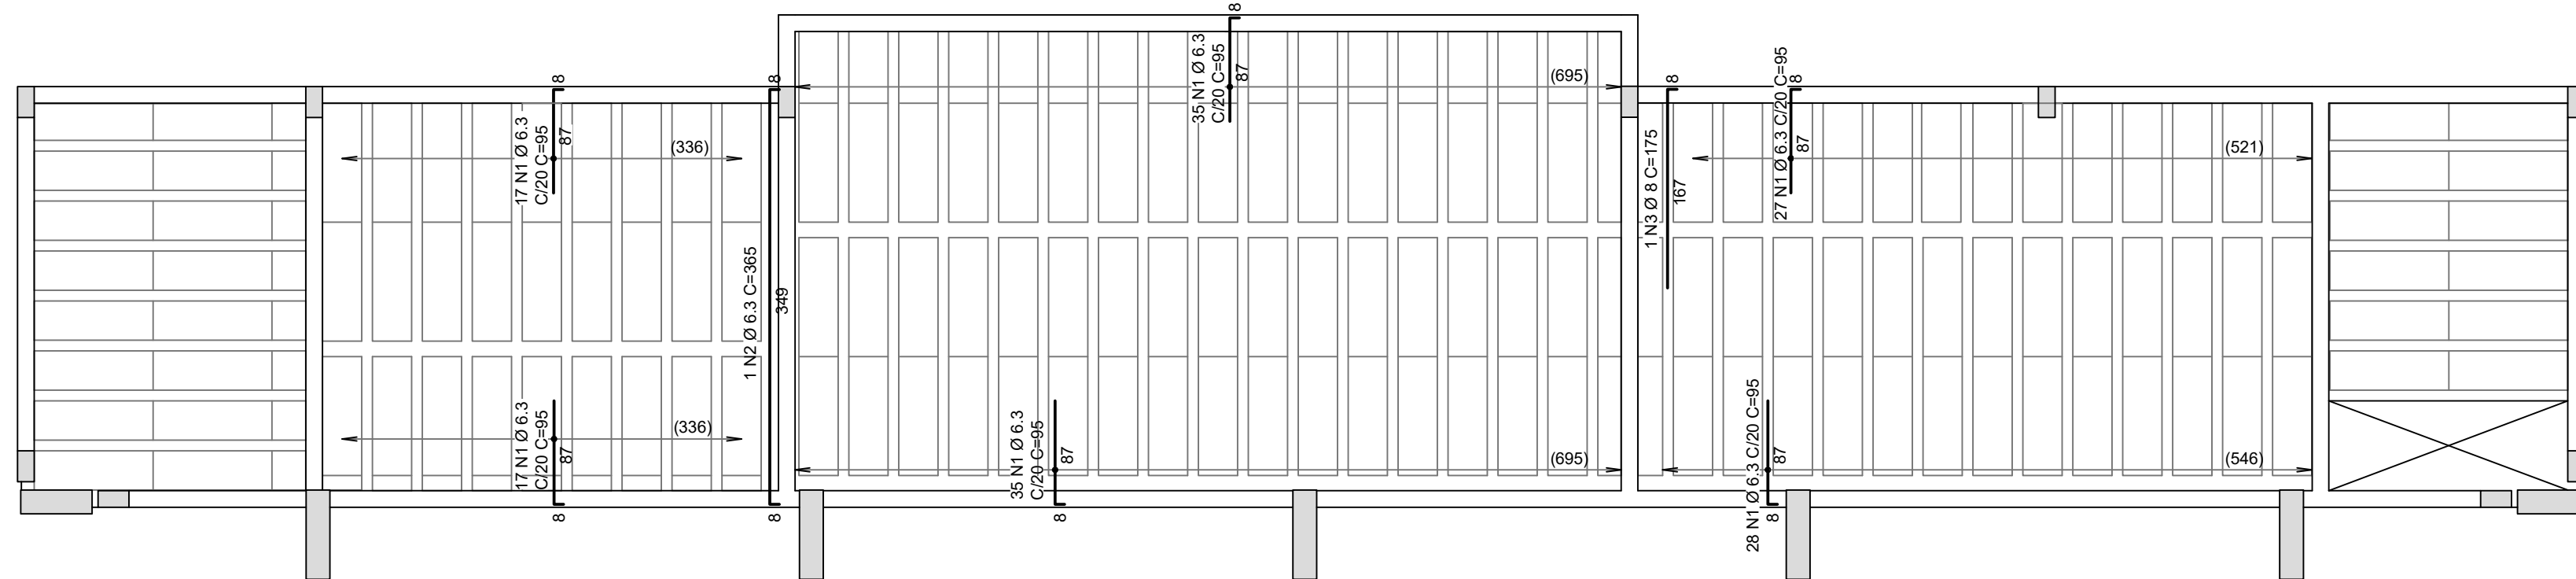 8
17 N1 Ø 6.3
C/20 C=95
87
(336)
17 N1 Ø 6.3
C/20 C=95
87
(336)
8
8
1 N2 Ø 6.3 C=365
349
8
8
35 N1 Ø 6.3
C/20 C=95
87
(695)
35 N1 Ø 6.3
C/20 C=95
87
(695)
8
8
1 N3 Ø 8 C=175
167
8
27 N1 Ø 6.3 C/20 C=95
87
(521)
28 N1 Ø 6.3 C/20 C=95
87
(546)
8